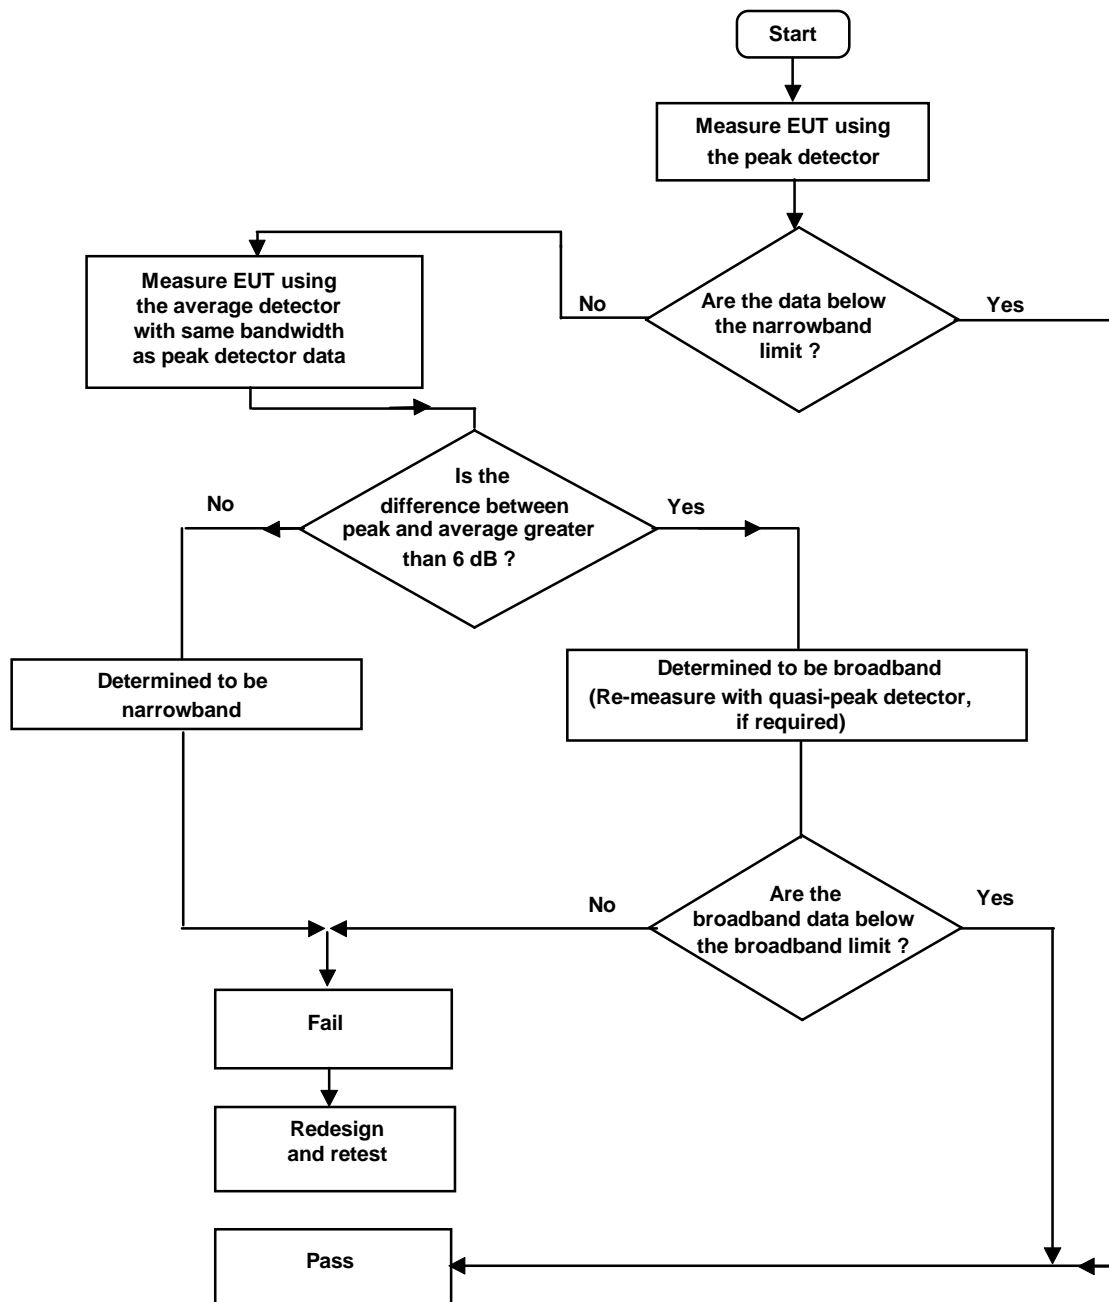 Start
Measure EUT using
the peak detector
Are the data below
the narrowband
limit ?
No
Yes
Measure EUT using
the average detector
with same bandwidth
as peak detector data
Is the
difference between
peak and average greater
than 6 dB ?
No
Yes
Determined to be
narrowband
Determined to be broadband
(Re-measure with quasi-peak detector,
if required)
Are the
broadband data below
the broadband limit ?
No
Yes
Fail
Redesign
and retest
Pass